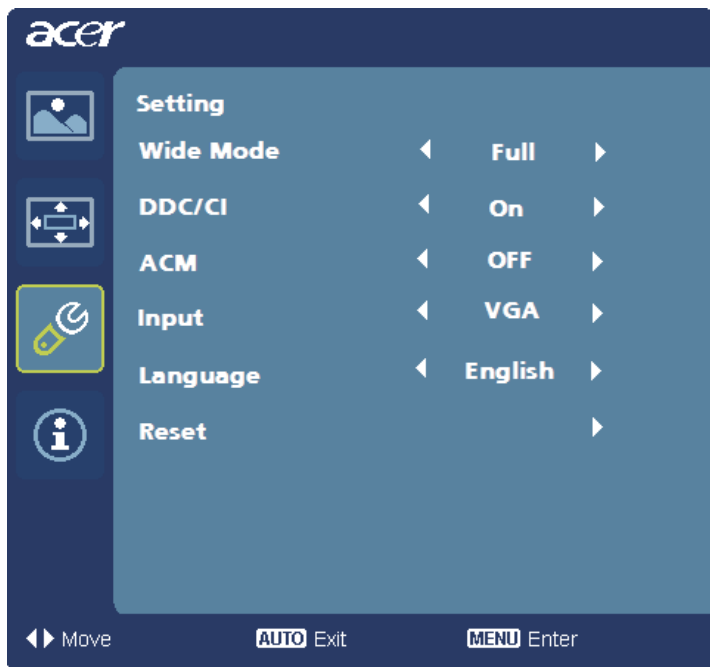 acer
Setting
Wide Mode Full
DDC/CI On
ACM OFF
Input VGA
Language English
Reset
Move AUTO Exit MENU Enter